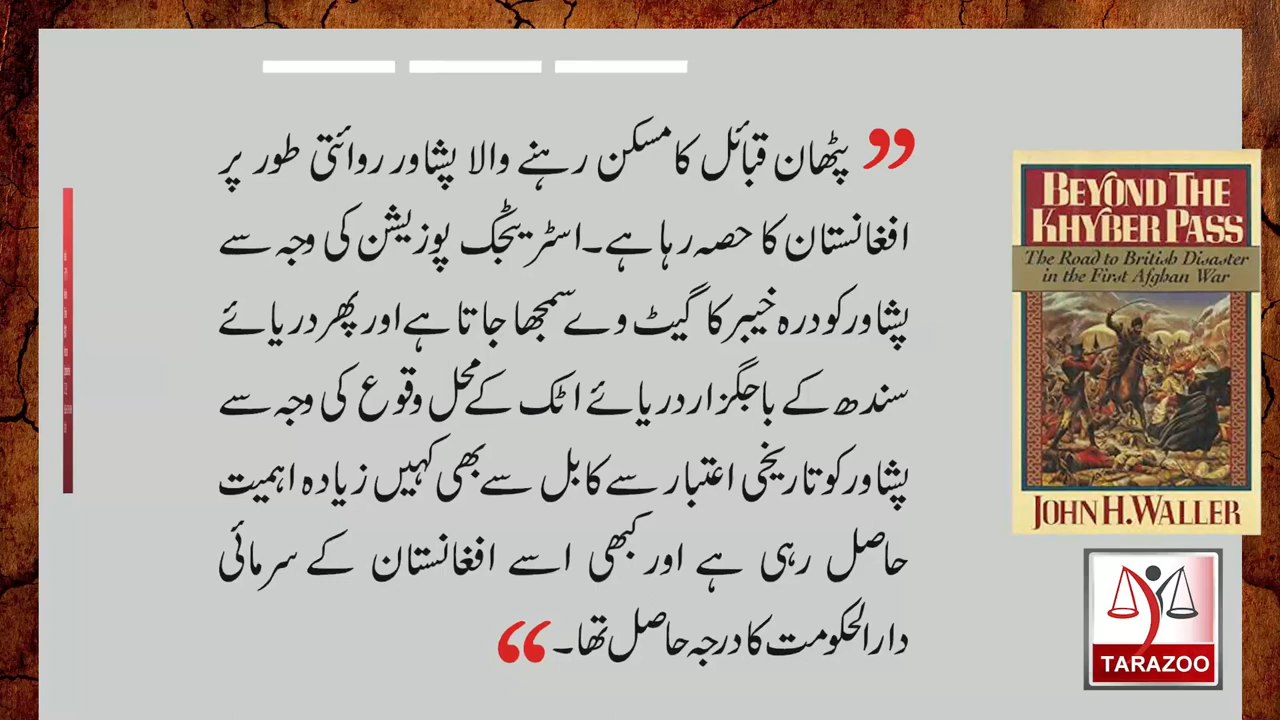 پٹھان قبائل کا مسکن رہنے والا پشاور روائتی طور پر
افغانستان کا حصہ رہا ہے۔ اسٹریٹجک پوزیشن کی وجہ سے
پشاور کو درہ خیبر کا گیٹ وے سمجھا جاتا ہے اور پھر دریائے
سندھ کے باجگزار دریائے اٹک کے محل وقوع کی وجہ سے
پشاور کو تاریخی اعتبار سے کابل سے بھی کہیں زیادہ اہمیت
حاصل رہی ہے اور کبھی اسے افغانستان کے سرمائی
دارالحکومت کا درجہ حاصل تھا۔
BEYOND THE
KHYBER PASS
The Road to British Disaster
in the First Afghan War
JOHN H. WALLER
TARAZOO